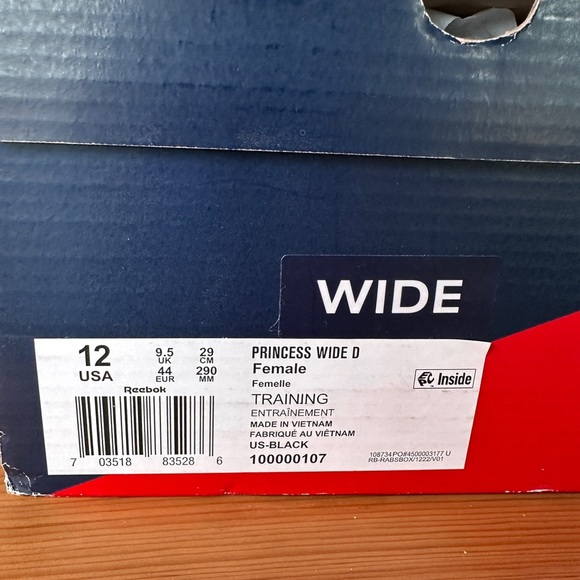 WIDE
12
USA
9.5
UK
29
CM
44
EUR
290
MM
Reebok
7 03518 83528 6
PRINCESS WIDE D
Female
Femelle
TRAINING
ENTRAÎNEMENT
MADE IN VIETNAM
FABRIQUÉ AU VIÊTNAM
US-BLACK
100000107
Inside
108734PO#4500003177 U
RB-RABSBOX/1222/V01